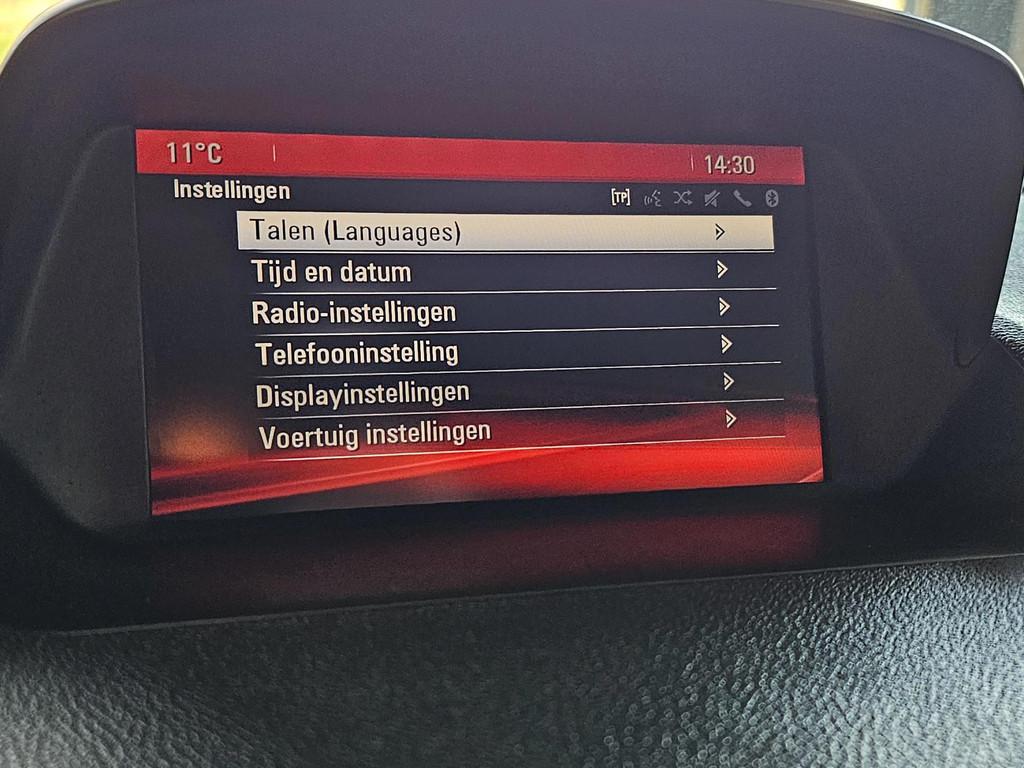 11°C 14:30
Instellingen [TP]
Talen (Languages)
Tijd en datum
Radio-instellingen
Telefooninstelling
Displayinstellingen
Voertuig instellingen